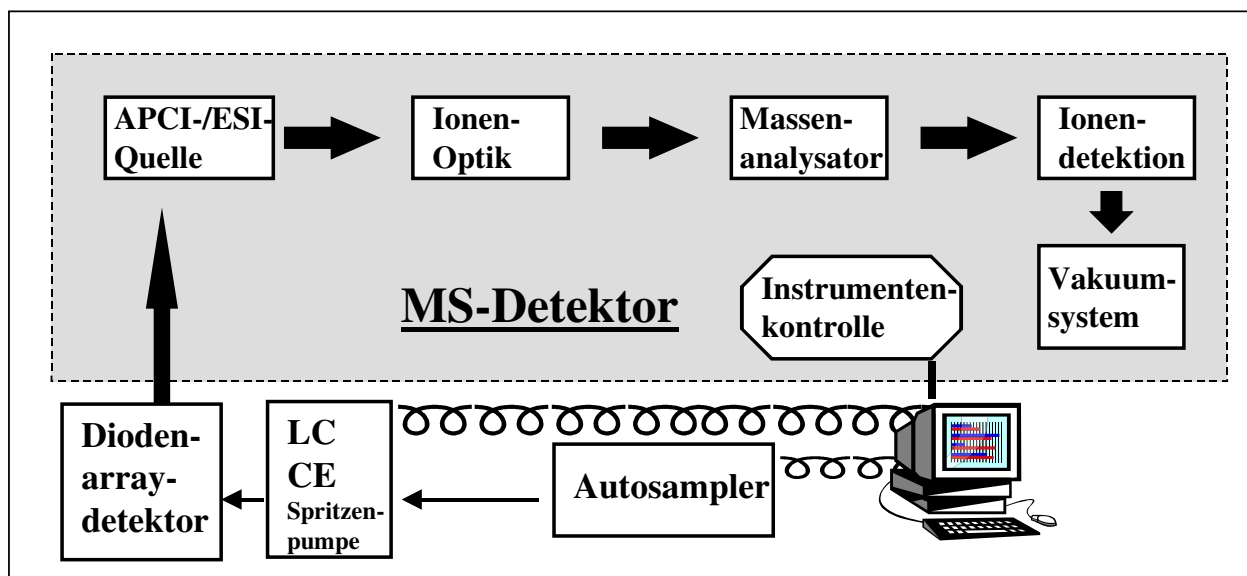 APCI-/ESI-
Quelle
Ionen-
Optik
Massen-
analysator
Ionen-
detektion
Vakuum-
system
Instrumenten-
kontrolle
MS-Detektor
Dioden-
array-
detektor
LC
CE
Spritzen-
pumpe
Autosampler